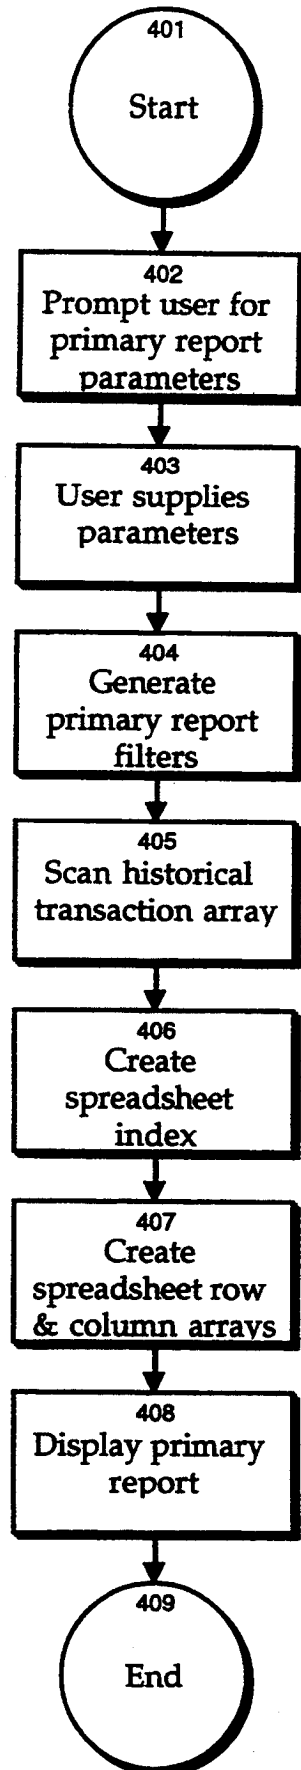 401
Start
402
Prompt user for
primary report
parameters
403
User supplies
parameters
404
Generate
primary report
filters
405
Scan historical
transaction array
406
Create
spreadsheet
index
407
Create
spreadsheet row
& column arrays
408
Display primary
report
409
End